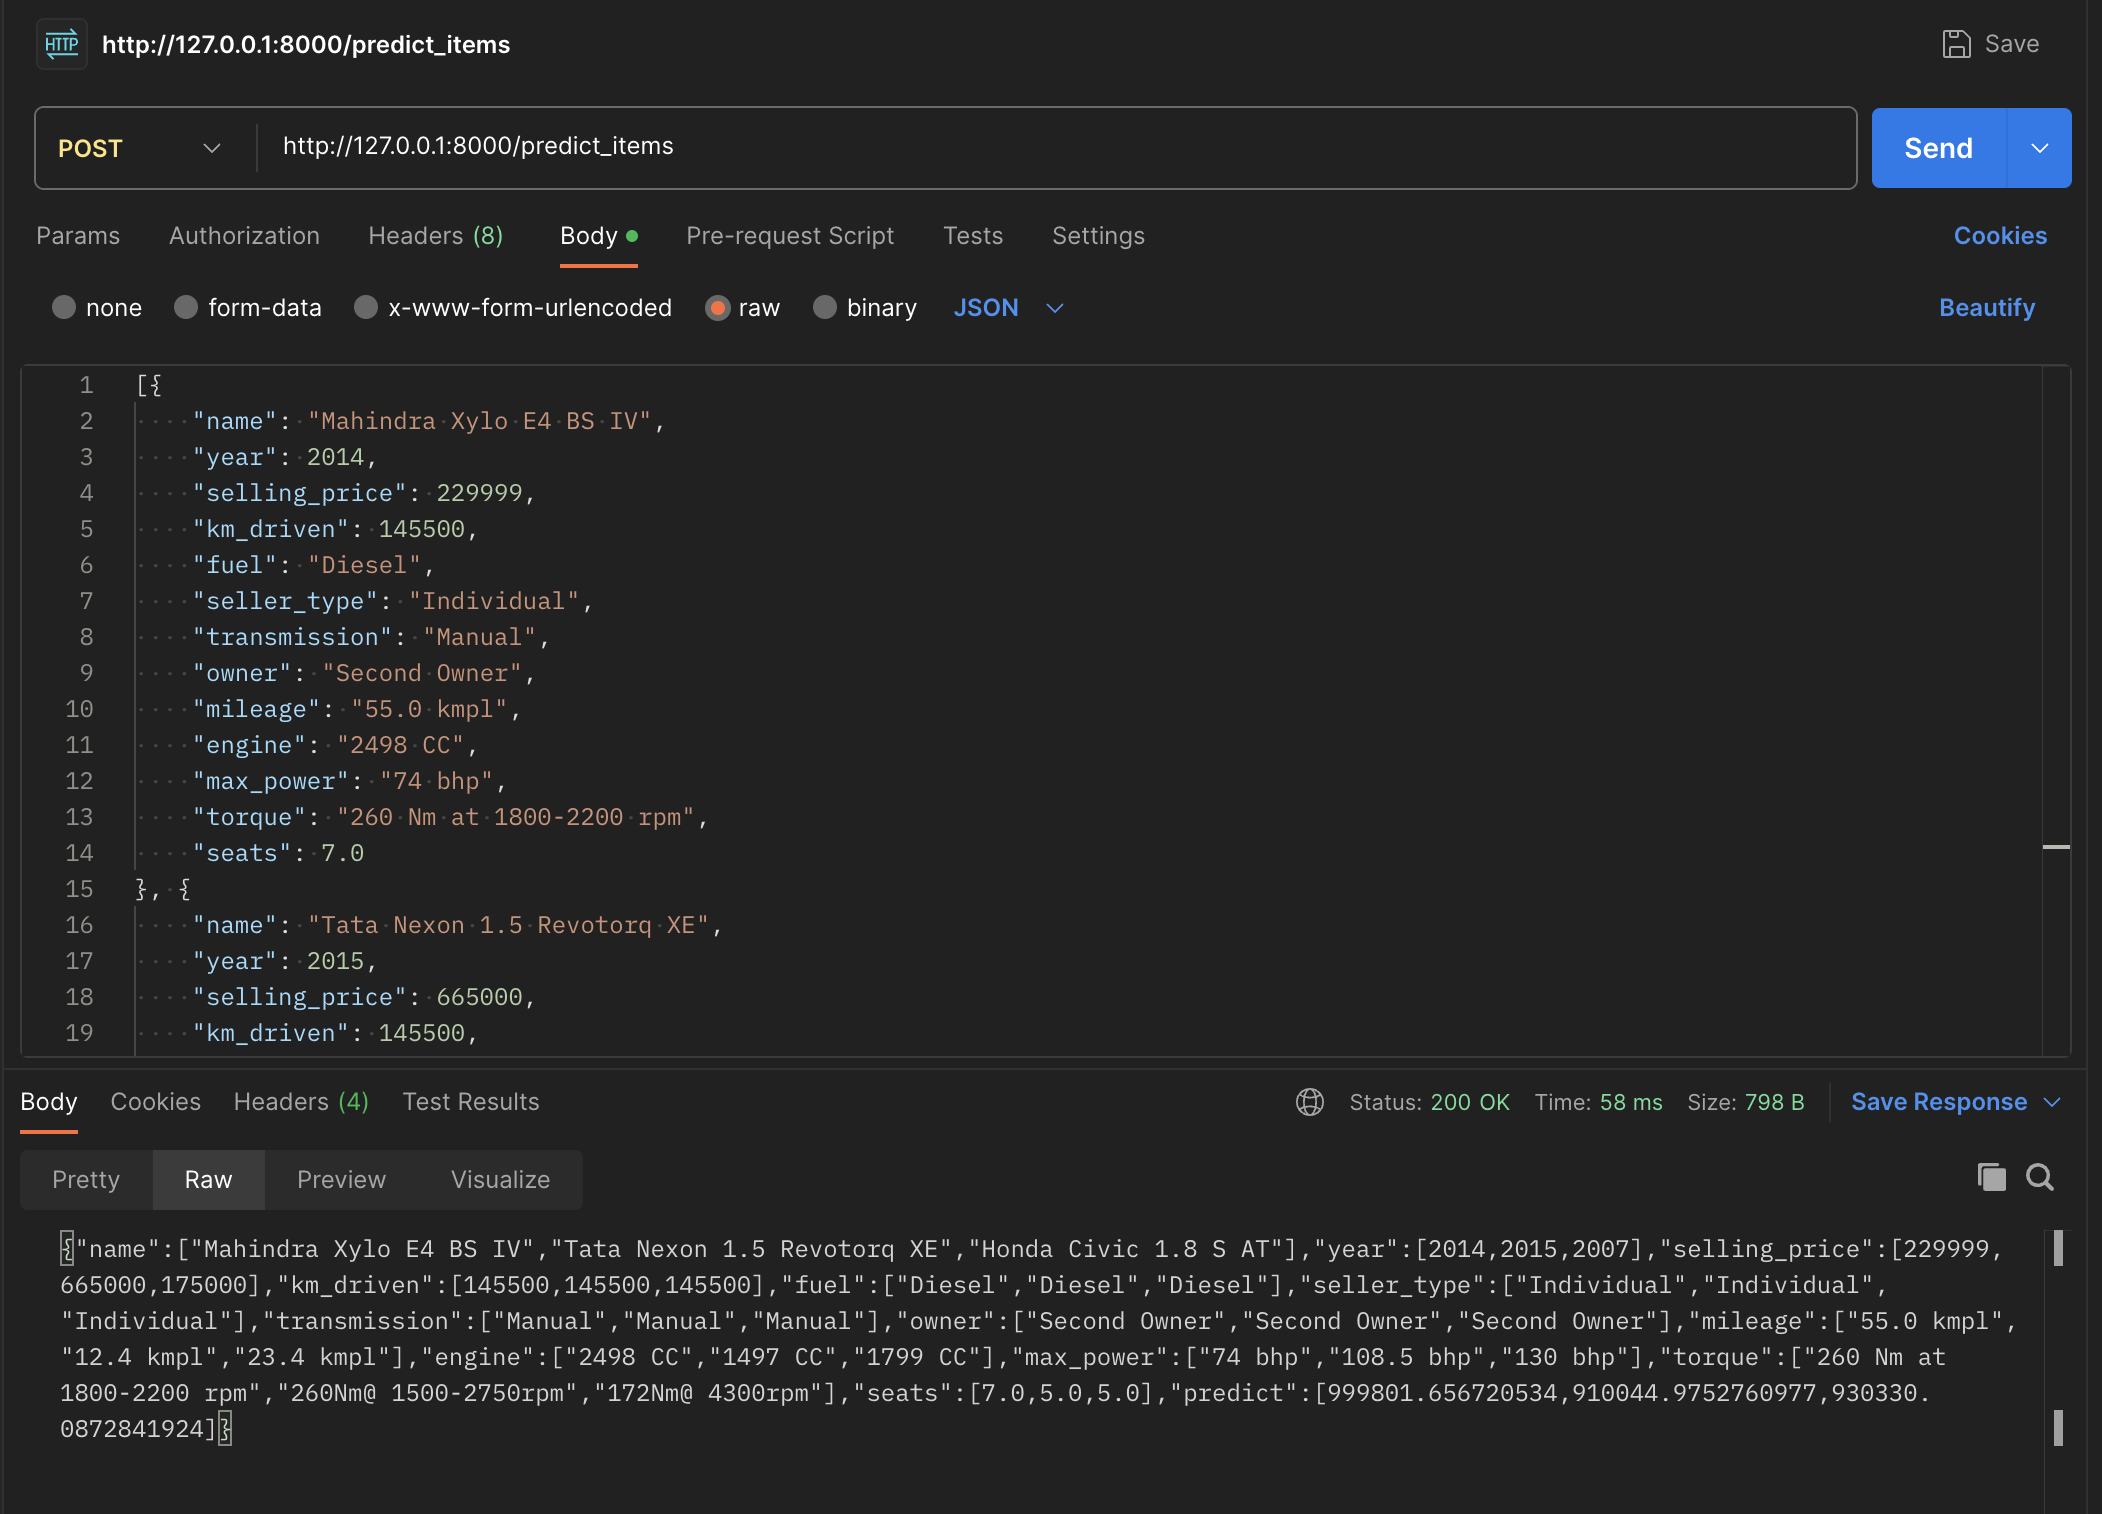 HTTP http://127.0.0.1:8000/predict_items Save
POST http://127.0.0.1:8000/predict_items Send
Params Authorization Headers (8) Body Pre-request Script Tests Settings Cookies
none form-data x-www-form-urlencoded raw binary JSON Beautify
1 [{
2 "name": "Mahindra Xylo E4 BS IV",
3 "year": 2014,
4 "selling_price": 229999,
5 "km_driven": 145500,
6 "fuel": "Diesel",
7 "seller_type": "Individual",
8 "transmission": "Manual",
9 "owner": "Second Owner",
10 "mileage": "55.0 kmpl",
11 "engine": "2498 CC",
12 "max_power": "74 bhp",
13 "torque": "260 Nm at 1800-2200 rpm",
14 "seats": 7.0
15 }, {
16 "name": "Tata Nexon 1.5 Revotorq XE",
17 "year": 2015,
18 "selling_price": 665000,
19 "km_driven": 145500,
Body Cookies Headers (4) Test Results Status: 200 OK Time: 58 ms Size: 798 B Save Response
Pretty Raw Preview Visualize
{"name":["Mahindra Xylo E4 BS IV","Tata Nexon 1.5 Revotorq XE","Honda Civic 1.8 S AT"],"year":[2014,2015,2007],"selling_price":[229999,
665000,175000],"km_driven":[145500,145500,145500],"fuel":["Diesel","Diesel","Diesel"],"seller_type":["Individual","Individual",
"Individual"],"transmission":["Manual","Manual","Manual"],"owner":["Second Owner","Second Owner","Second Owner"],"mileage":["55.0 kmpl",
"12.4 kmpl","23.4 kmpl"],"engine":["2498 CC","1497 CC","1799 CC"],"max_power":["74 bhp","108.5 bhp","130 bhp"],"torque":["260 Nm at
1800-2200 rpm","260Nm@ 1500-2750rpm","172Nm@ 4300rpm"],"seats":[7.0,5.0,5.0],"predict":[999801.656720534,910044.9752760977,930330.
0872841924]}